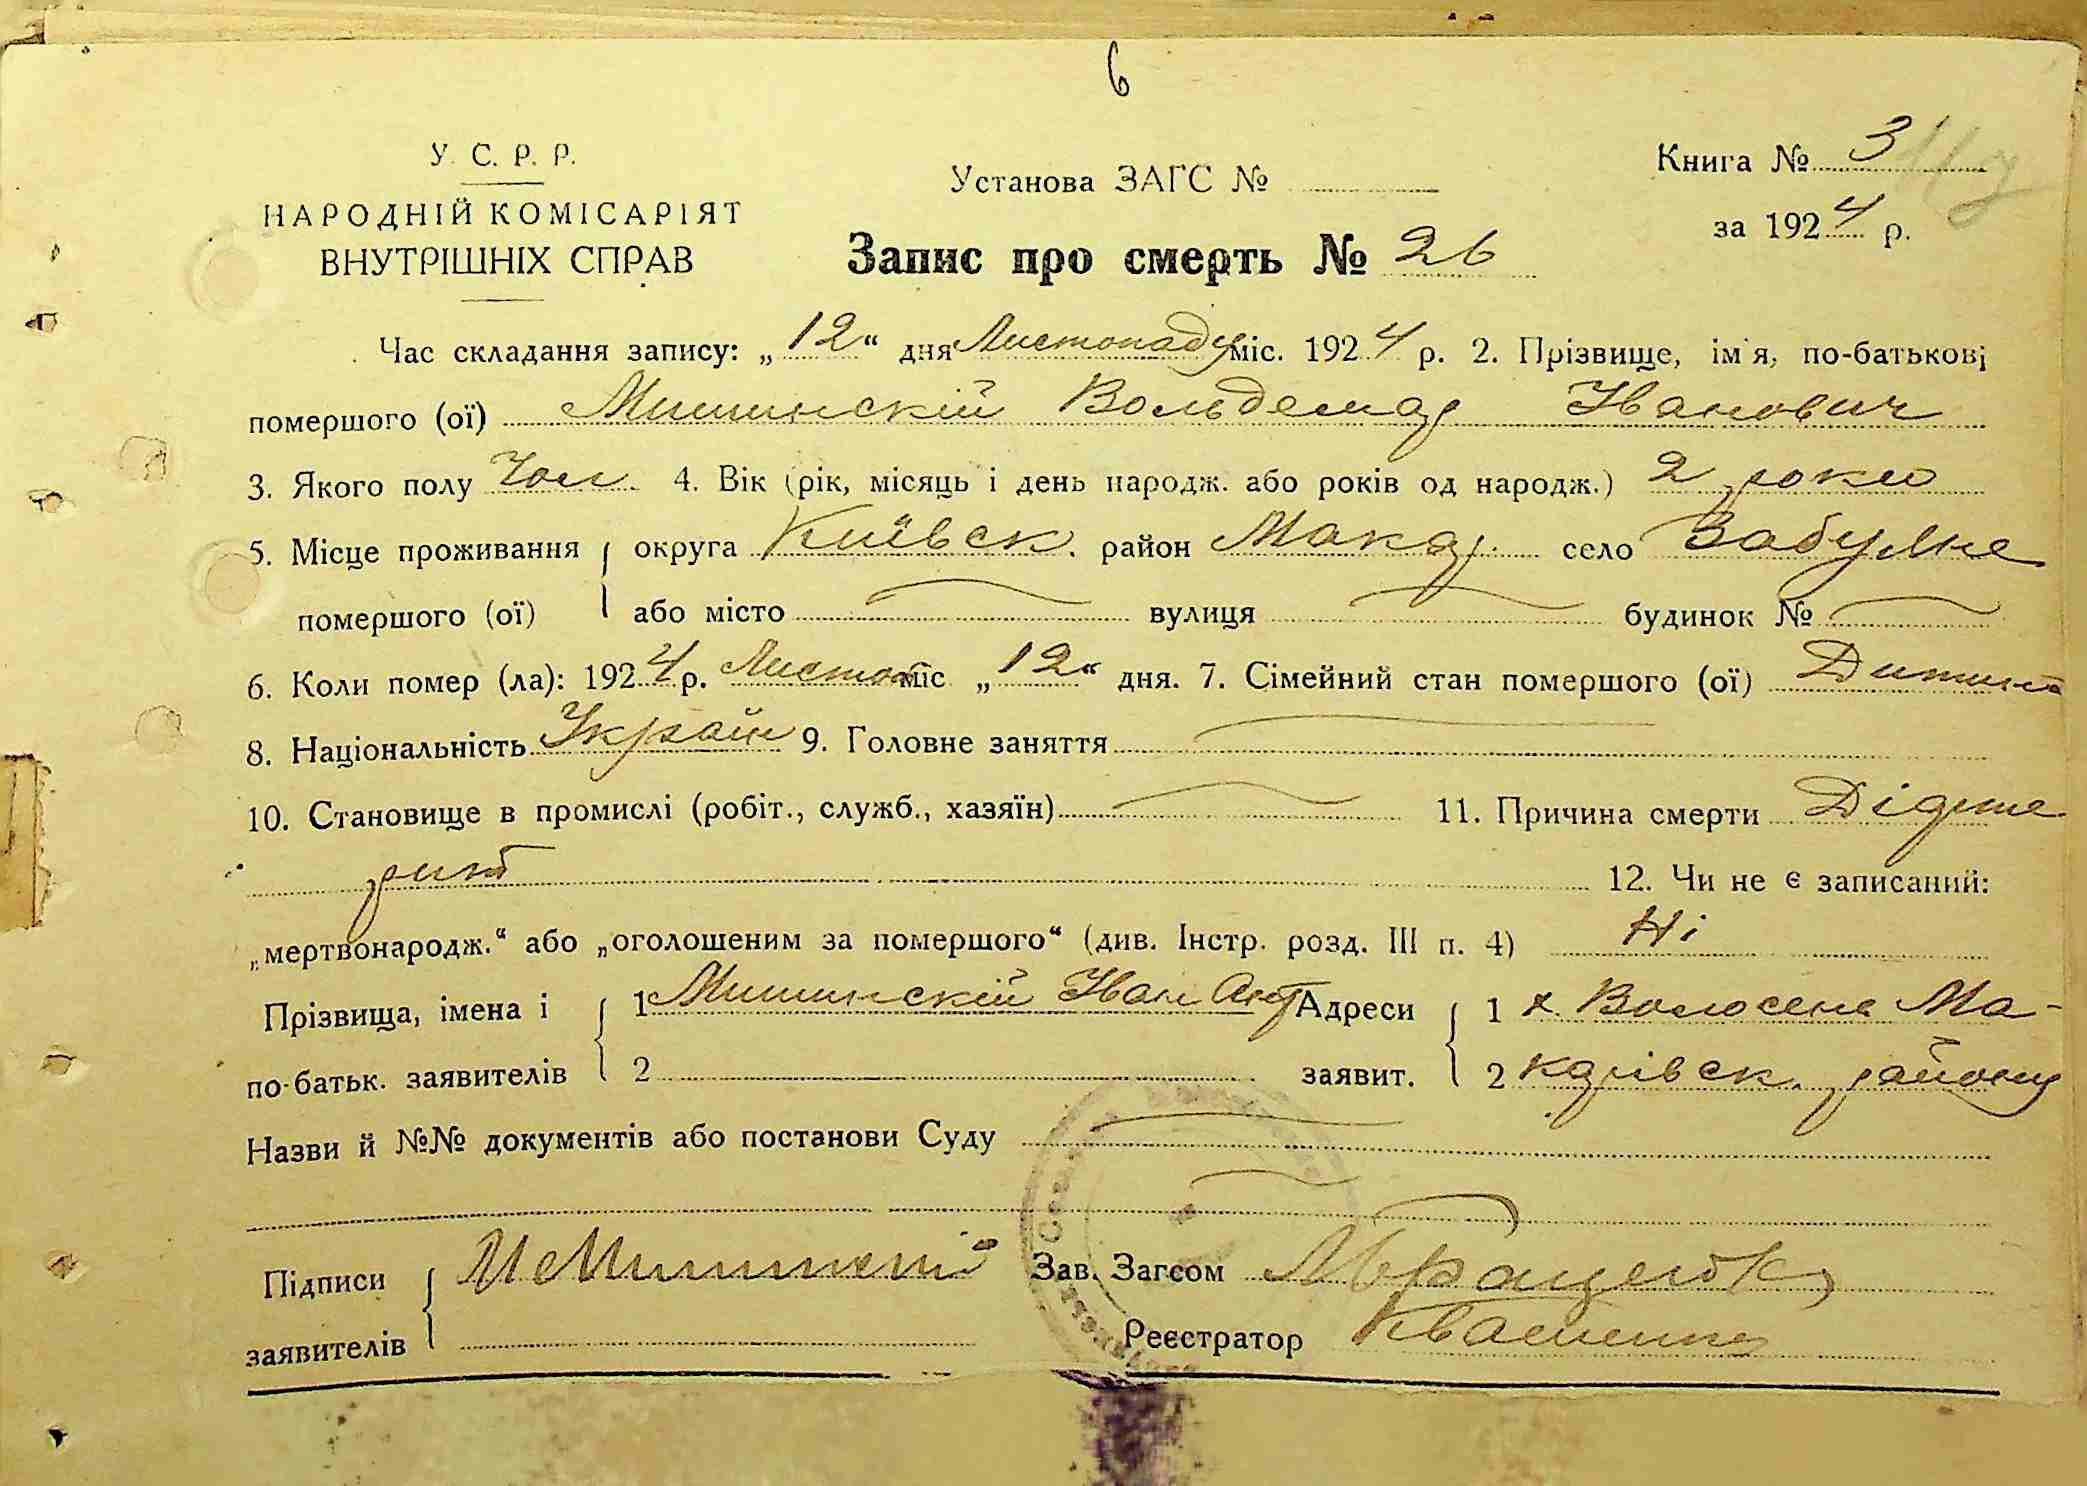 6
У. С. Р. Р.
НАРОДНІЙ КОМІСАРІЯТ
ВНУТРІШНІХ СПРАВ
Установа ЗАГС №
Книга № 3
за 1924 р.
Запис про смерть № 26
Час складання запису: „12“ дня Листопаду міс. 1924 р. 2. Прізвище, ім'я, по-батькові
помершого (ої) Вольдемар Іванович
3. Якого полу Чол. 4. Вік (рік, місяць і день народж. або років од народж.) 2 роки
5. Місце проживання округа Київск. район Макар. село
помершого (ої) або місто вулиця будинок №
6. Коли помер (ла): 1924 р. Листоп міс „12“ дня. 7. Сімейний стан помершого (ої) Дитина
8. Національність Україн 9. Головне заняття
10. Становище в промислі (робіт., служб., хазяїн) 11. Причина смерти Діфте
рит 12. Чи не є записаний:
„мертвонародж.“ або „оголошеним за помершого“ (див. Інстр. розд. III п. 4) Ні
Прізвища, імена і 1 Іван Ант Адреси 1 х. Ма-
по-батьк. заявителів 2 заявит. 2 карівск. району
Назви й №№ документів або постанови Суду
Підписи Зав. Загсом
заявителів Реєстратор